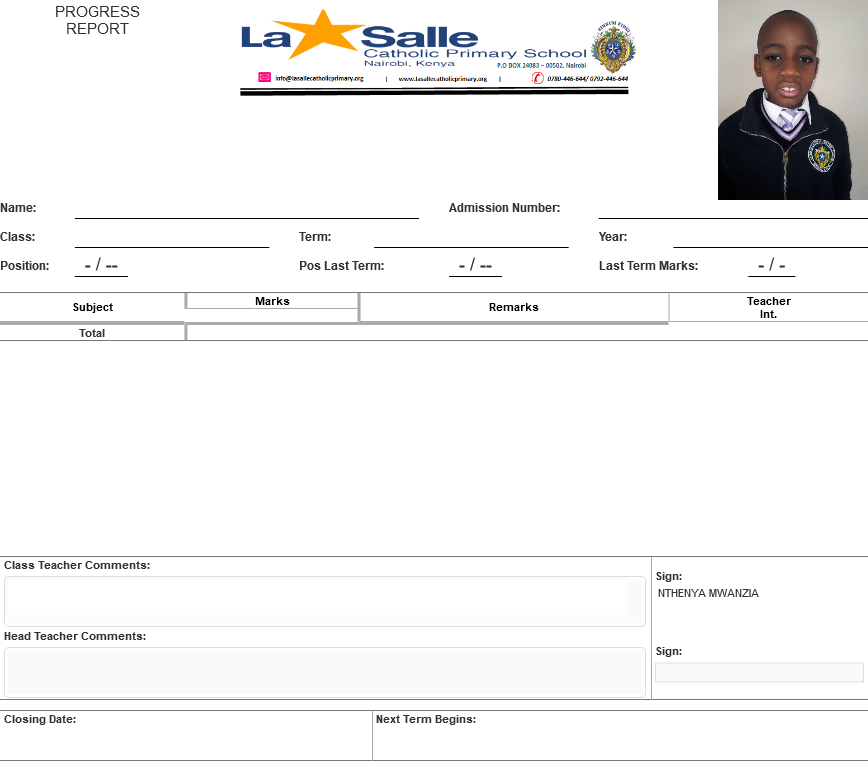 PROGRESS
REPORT
La Salle
Catholic Primary School
Nairobi, Kenya
P.O BOX 24083 – 00502, Nairobi
info@lasallecatholicprimary.org | www.lasallecatholicprimary.org | 0780-446-644/ 0792-446-644
Name: Admission Number:
Class: Term: Year:
Position: - / -- Pos Last Term: - / -- Last Term Marks: - / -
Subject Marks Remarks Teacher
Int.
Total
Class Teacher Comments:
Sign:
NTHENYA MWANZIA
Head Teacher Comments:
Sign:
Closing Date: Next Term Begins: